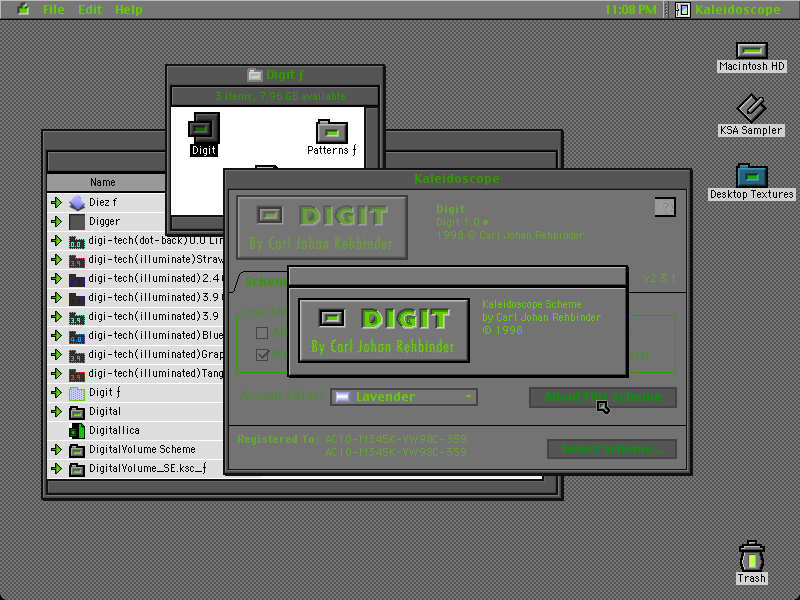 File Edit Help
11:08 PM
Kaleidoscope
Macintosh HD
KSA Sampler
Desktop Textures
Trash
Digit ƒ
3 items, 7.96 GB available
Digit
Patterns ƒ
Name
Diez ƒ
Digger
digi-tech(dot-back)0.0 Lin
digi-tech(illuminate)Straw
digi-tech(illuminated)2.4
digi-tech(illuminated)3.9
digi-tech(illuminated)3.9
digi-tech(illuminated)Blue
digi-tech(illuminated)Grap
digi-tech(illuminated)Tang
Digit ƒ
Digital
Digitallica
DigitalVolume Scheme
DigitalVolume_SE.ksc_ƒ
Kaleidoscope
DIGIT
By Carl Johan Rehbinder
Digit
Digit 1.0
1998 © Carl Johan Rehbinder
v2.3.1
DIGIT
By Carl Johan Rehbinder
Kaleidoscope Scheme
by Carl Johan Rehbinder
© 1998
Accent Colors:
Lavender
About This Scheme
Registered To: AC10-M345K-YW98C-359
AC10-M345K-YW98C-359
Select Scheme...